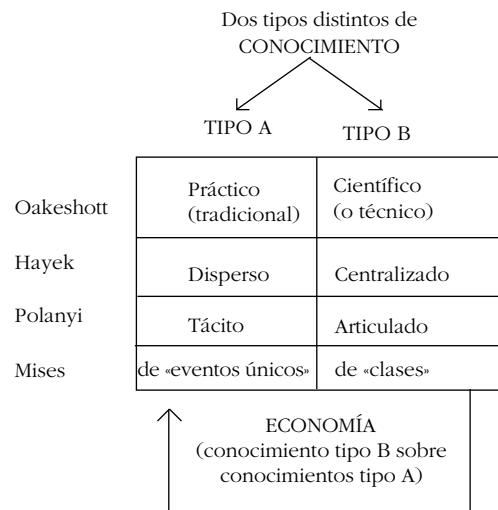 Dos tipos distintos de
CONOCIMIENTO
TIPO A TIPO B
Oakeshott Práctico (tradicional) Científico (o técnico)
Hayek Disperso Centralizado
Polanyi Tácito Articulado
Mises de «eventos únicos» de «clases»
ECONOMÍA
(conocimiento tipo B sobre
conocimientos tipo A)